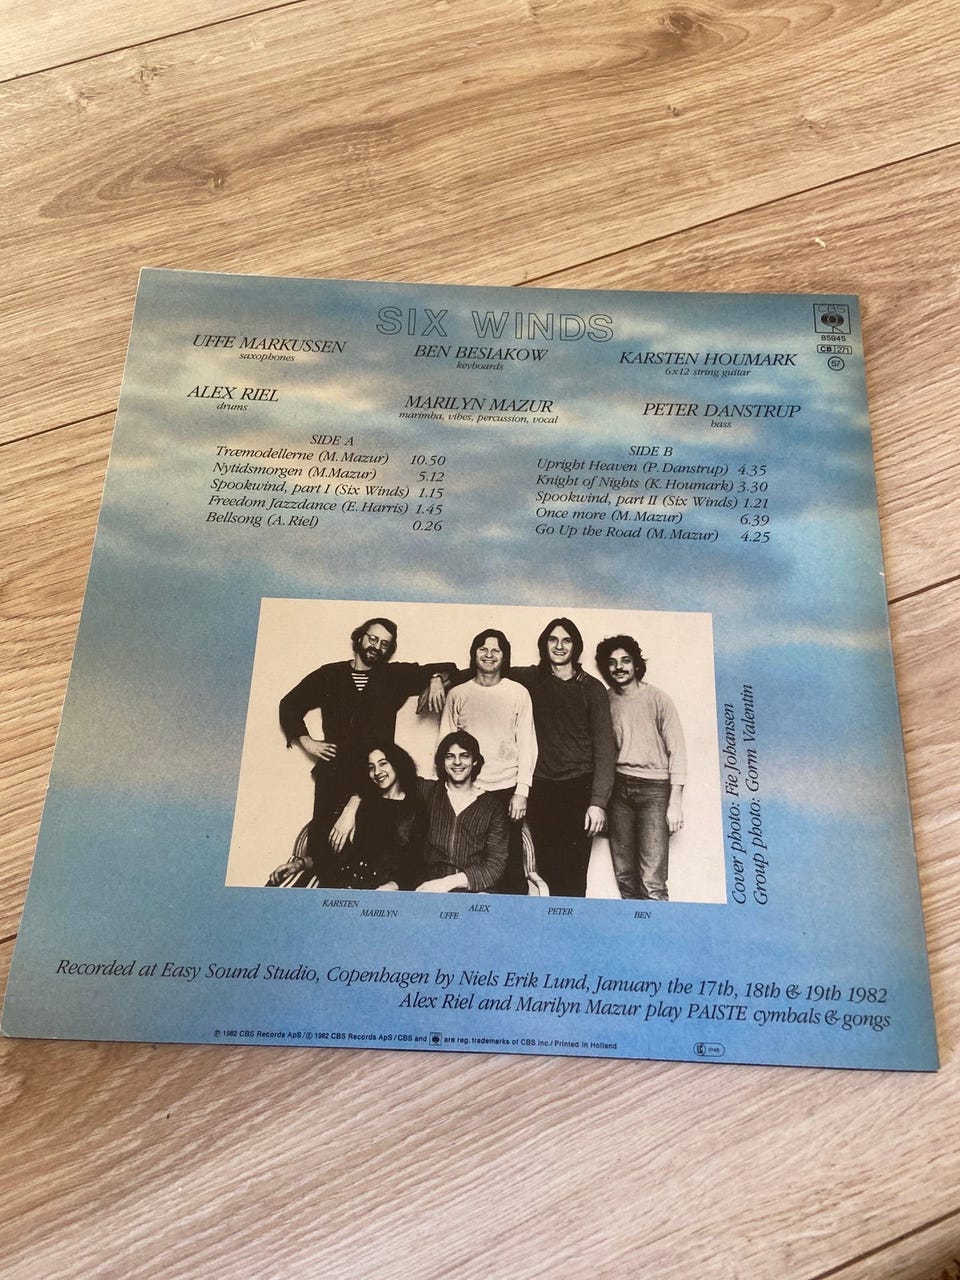 SIX WINDS
CBS
85945
CB 271
57
UFFE MARKUSSEN
saxophones
BEN BESIAKOW
keyboards
KARSTEN HOUMARK
6x12 string guitar
ALEX RIEL
drums
MARILYN MAZUR
marimba, vibes, percussion, vocal
PETER DANSTRUP
bass
SIDE A
Træmodellerne (M. Mazur) 10.50
Nytidsmorgen (M.Mazur) 5.12
Spookwind, part I (Six Winds) 1.15
Freedom Jazzdance (E. Harris) 1.45
Bellsong (A. Riel) 0.26
SIDE B
Upright Heaven (P. Danstrup) 4.35
Knight of Nights (K. Houmark) 3.30
Spookwind, part II (Six Winds) 1.21
Once more (M. Mazur) 6.39
Go Up the Road (M. Mazur) 4.25
Cover photo: Fie Johansen
Group photo: Gorm Valentin
KARSTEN
MARILYN
UFFE
ALEX
PETER
BEN
Recorded at Easy Sound Studio, Copenhagen by Niels Erik Lund, January the 17th, 18th & 19th 1982
Alex Riel and Marilyn Mazur play PAISTE cymbals & gongs
℗ 1982 CBS Records ApS/© 1982 CBS Records ApS/CBS and are reg. trademarks of CBS Inc./Printed in Holland